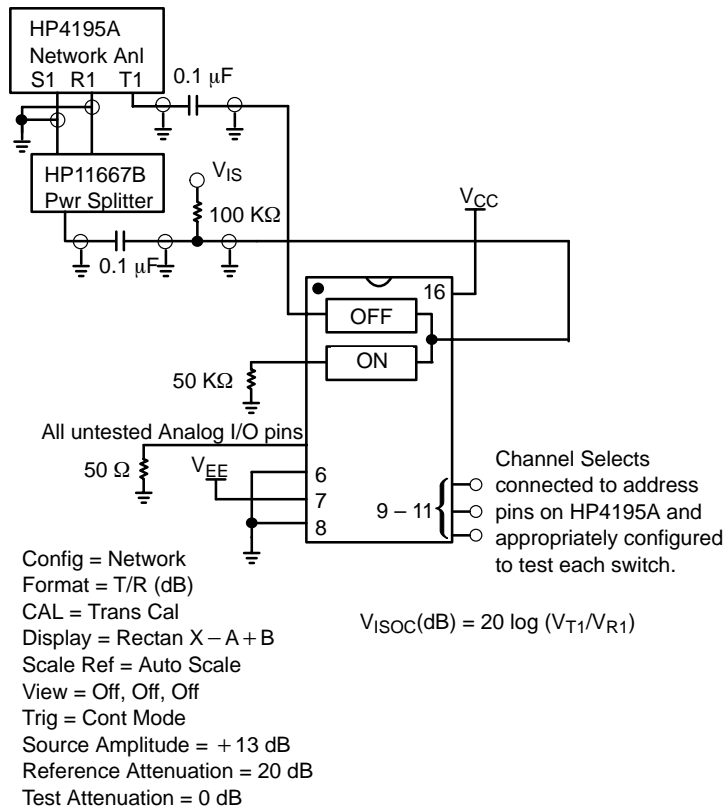 HP4195A
Network Anl
S1 R1 T1
0.1 μF
HP11667B
Pwr Splitter
VIS
100 KΩ
0.1 μF
VCC
16
OFF
ON
50 KΩ
All untested Analog I/O pins
50 Ω
VEE
6
7
8
9 – 11
Channel Selects
connected to address
pins on HP4195A and
appropriately configured
to test each switch.
Config = Network
Format = T/R (dB)
CAL = Trans Cal
Display = Rectan X – A + B
Scale Ref = Auto Scale
View = Off, Off, Off
Trig = Cont Mode
Source Amplitude = + 13 dB
Reference Attenuation = 20 dB
Test Attenuation = 0 dB
VISOC(dB) = 20 log (VT1/VR1)